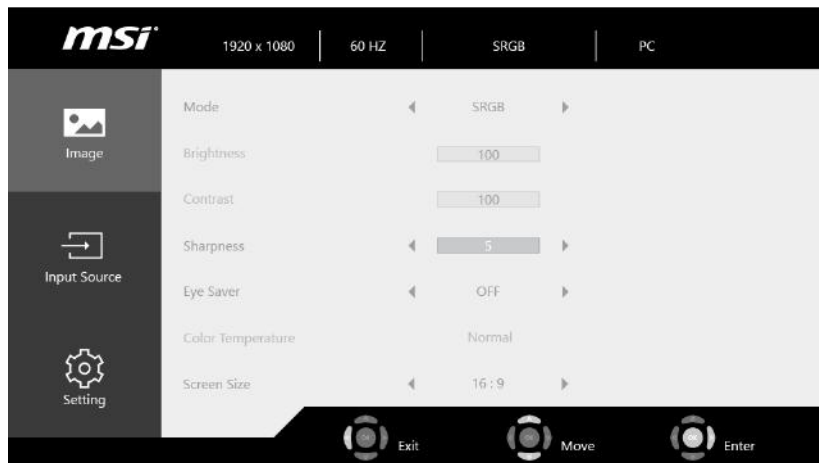 msi
1920 x 1080 60 HZ SRGB PC
Image
Input Source
Setting
Mode SRGB
Brightness 100
Contrast 100
Sharpness 5
Eye Saver OFF
Color Temperature Normal
Screen Size 16 : 9
OK Exit OK Move OK Enter